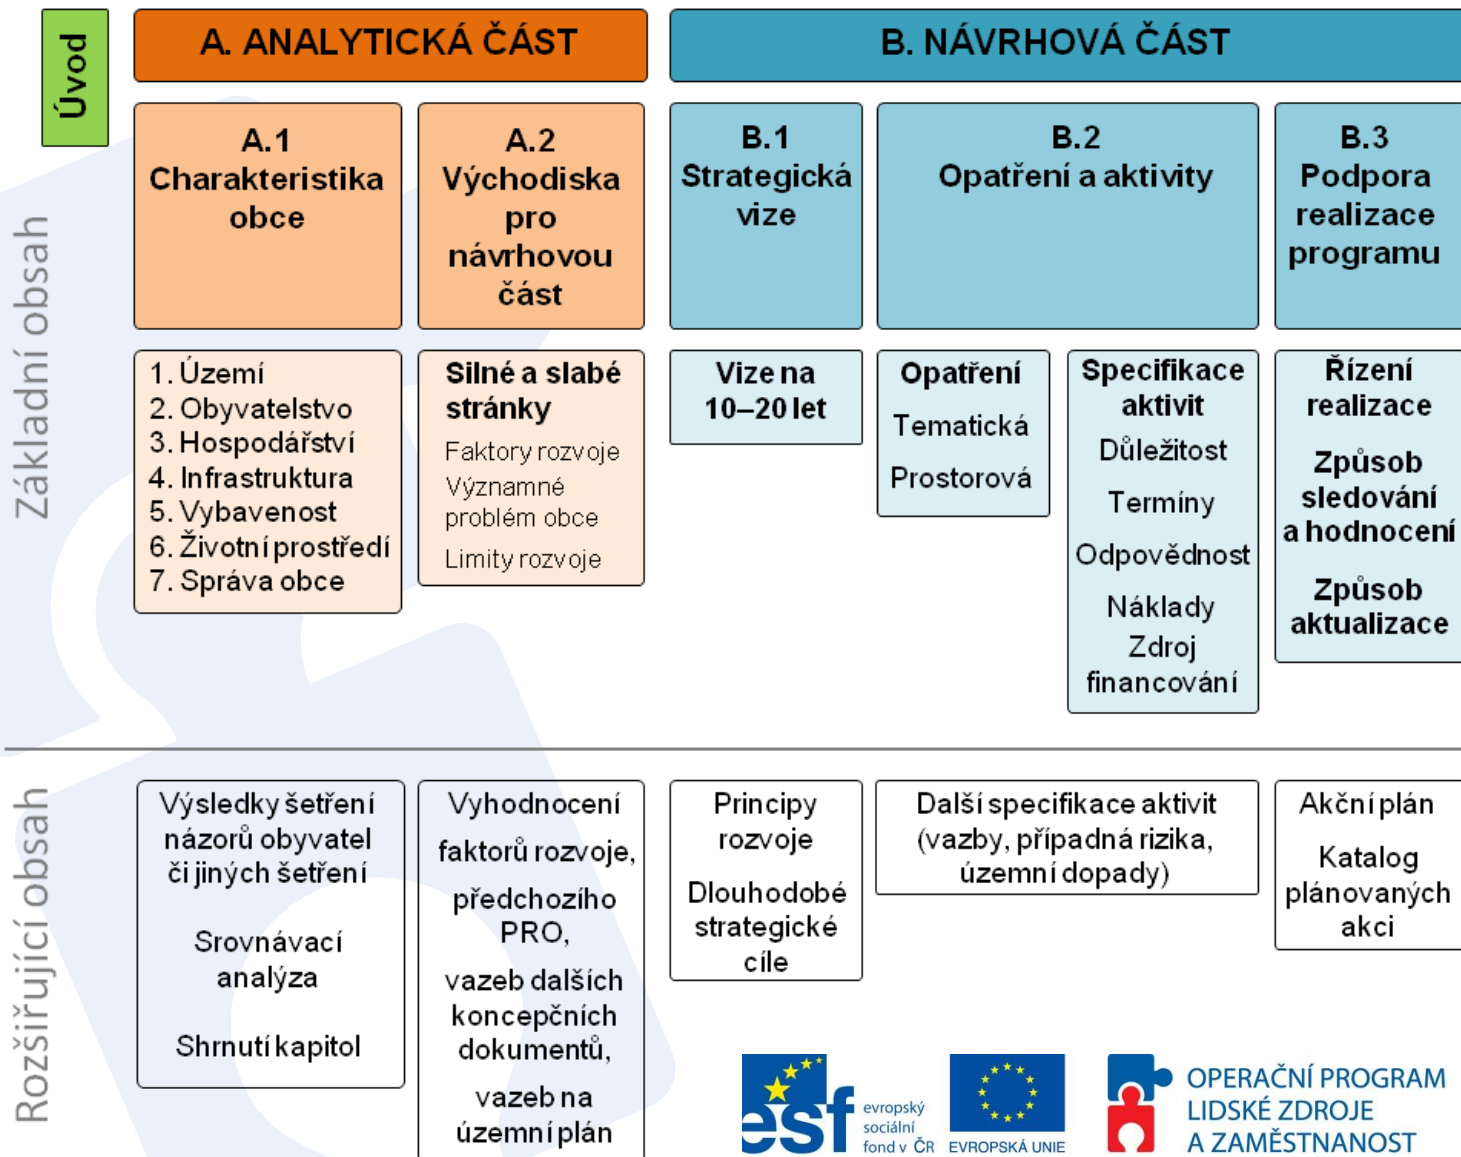 Úvod
A. ANALYTICKÁ ČÁST
B. NÁVRHOVÁ ČÁST
Základní obsah
A.1
Charakteristika
obce
A.2
Východiska
pro
návrhovou
část
B.1
Strategická
vize
B.2
Opatření a aktivity
B.3
Podpora
realizace
programu
1. Území
2. Obyvatelstvo
3. Hospodářství
4. Infrastruktura
5. Vybavenost
6. Životní prostředí
7. Správa obce
Silné a slabé
stránky
Faktory rozvoje
Významné
problém obce
Limity rozvoje
Vize na
10–20 let
Opatření
Tematická
Prostorová
Specifikace
aktivit
Důležitost
Termíny
Odpovědnost
Náklady
Zdroj
financování
Řízení
realizace
Způsob
sledování
a hodnocení
Způsob
aktualizace
Rozšiřující obsah
Výsledky šetření
názorů obyvatel
či jiných šetření
Srovnávací
analýza
Shrnutí kapitol
Vyhodnocení
faktorů rozvoje,
předchozího
PRO,
vazeb dalších
koncepčních
dokumentů,
vazeb na
územní plán
Principy
rozvoje
Dlouhodobé
strategické
cíle
Další specifikace aktivit
(vazby, případná rizika,
územní dopady)
Akční plán
Katalog
plánovaných
akci
esf
evropský
sociální
fond v ČR
EVROPSKÁ UNIE
OPERAČNÍ PROGRAM
LIDSKÉ ZDROJE
A ZAMĚSTNANOST